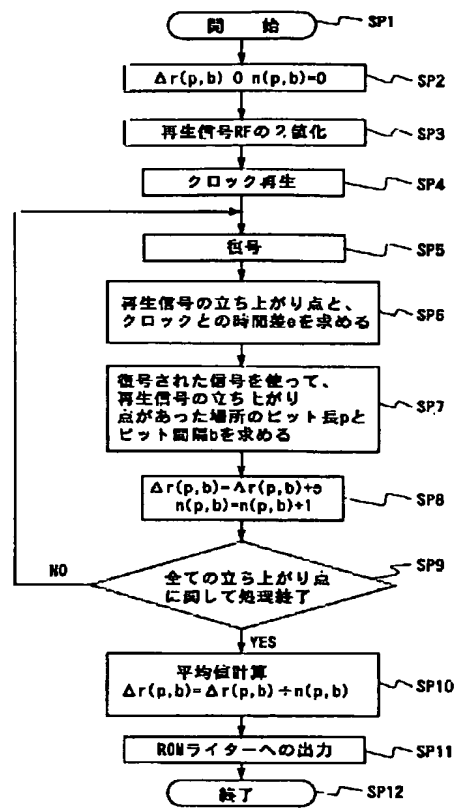 開 始
SP1
Δr(p,b) 0 n(p,b)=0
SP2
再生信号RFの2値化
SP3
クロック再生
SP4
復号
SP5
再生信号の立ち上がり点と、
クロックとの時間差eを求める
SP6
復号された信号を使って、
再生信号の立ち上がり
点があった場所のピット長pと
ピット間隔bを求める
SP7
Δr(p,b)=Δr(p,b)+e
n(p,b)=n(p,b)+1
SP8
全ての立ち上がり点
に関して処理終了
SP9
NO
YES
平均値計算
Δr(p,b)=Δr(p,b)÷n(p,b)
SP10
ROMライターへの出力
SP11
終了
SP12